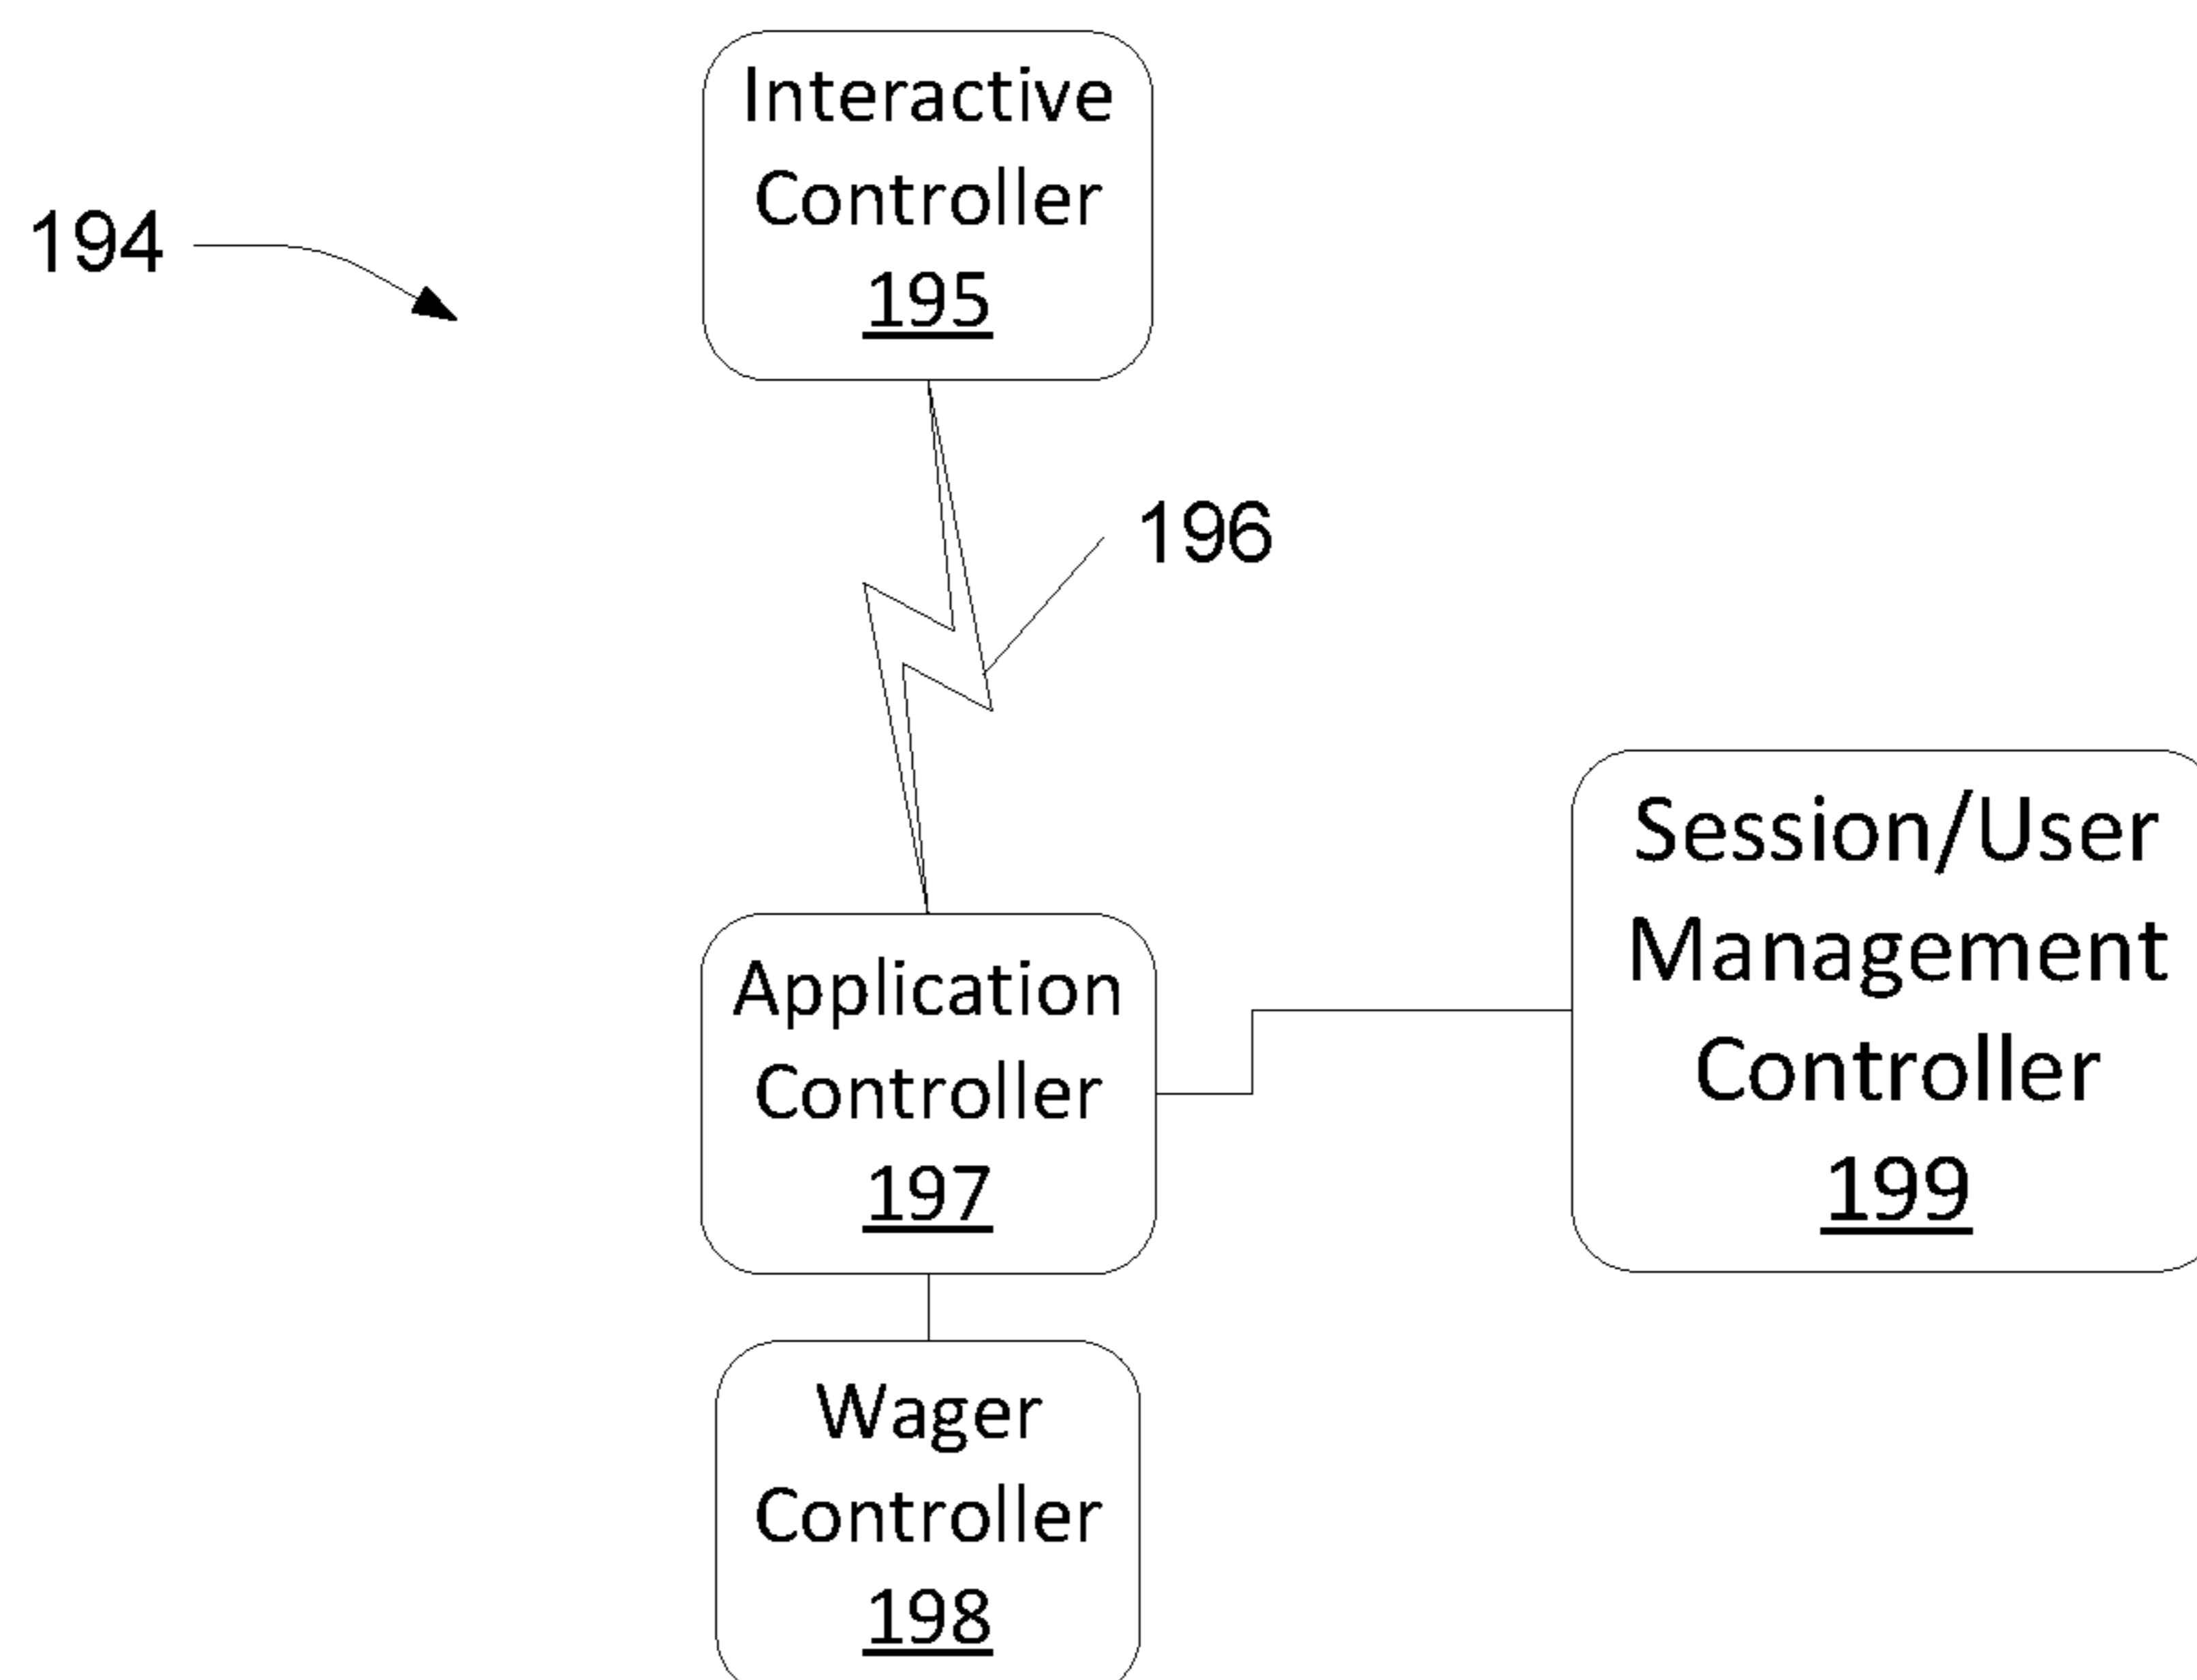 Interactive
Controller
195
194
196
Application
Controller
197
Session/User
Management
Controller
199
Wager
Controller
198